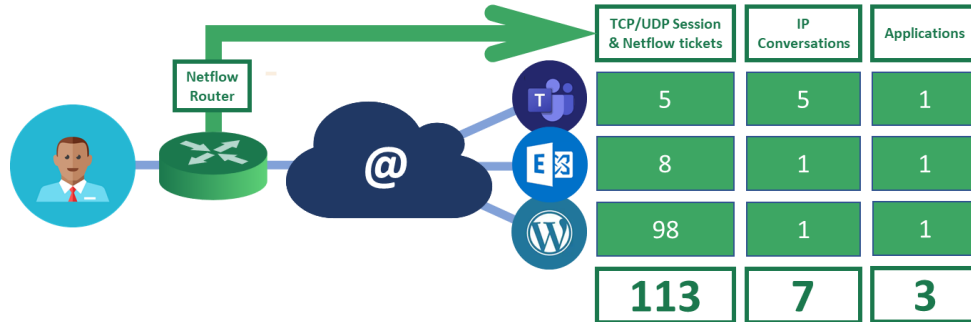 TCP/UDP Session
& Netflow tickets
IP
Conversations
Applications
Netflow
Router
T
5
5
1
@
E
8
1
1
W
98
1
1
113
7
3